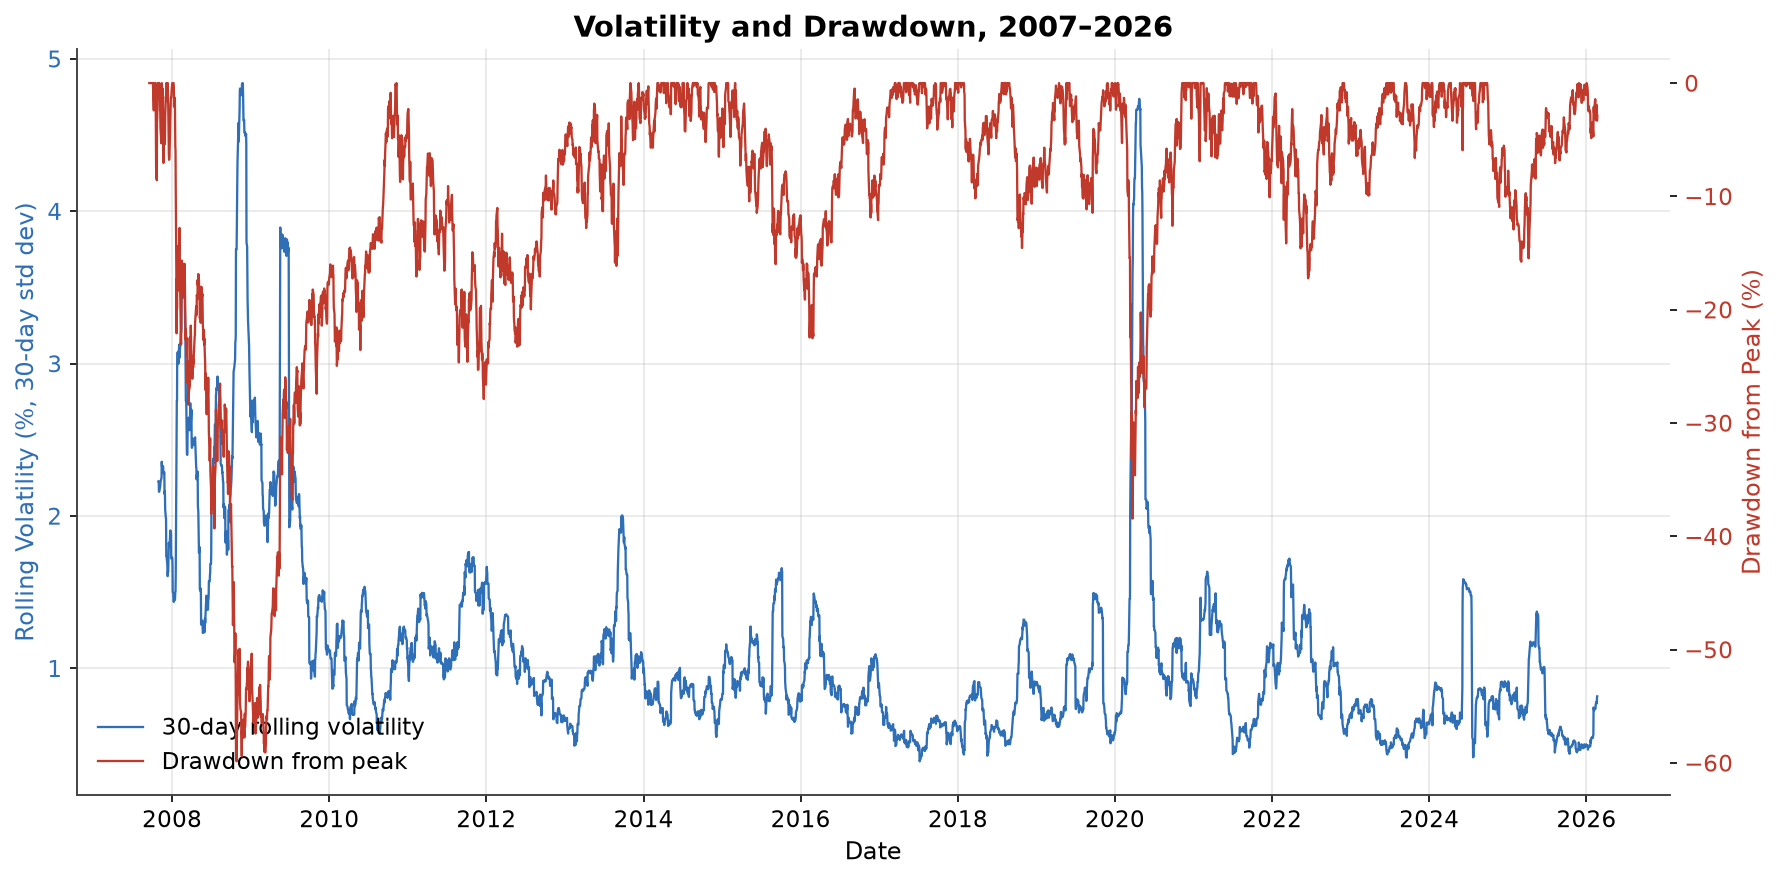 Volatility and Drawdown, 2007–2026
Rolling Volatility (%, 30-day std dev)
5
4
3
2
1
0
−10
−20
−30
−40
−50
−60
Drawdown from Peak (%)
30-day rolling volatility
Drawdown from peak
2008 2010 2012 2014 2016 2018 2020 2022 2024 2026
Date